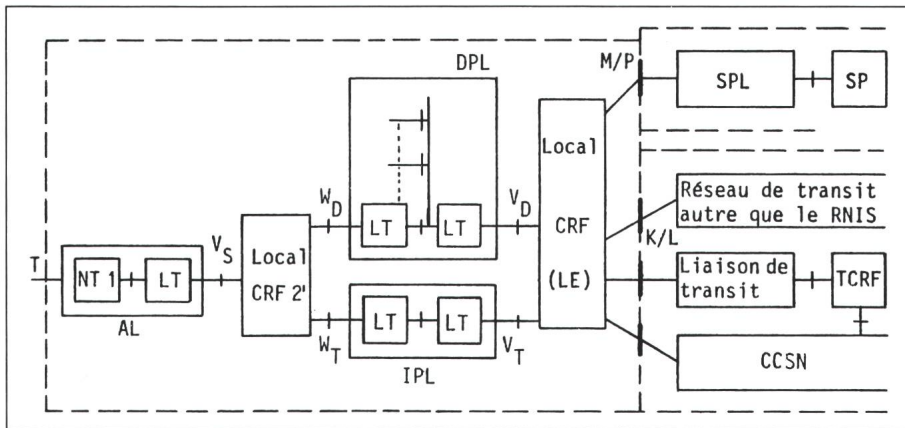 DPL
M/P
SPL
SP
Local
CRF
(LE)
W_D
V_D
LT
LT
Réseau de transit
autre que le RNIS
K/L
T
V_S
Local
CRF 2'
NT 1
LT
AL
Liaison de
transit
TCRF
LT
LT
W_T
V_T
IPL
CCSN